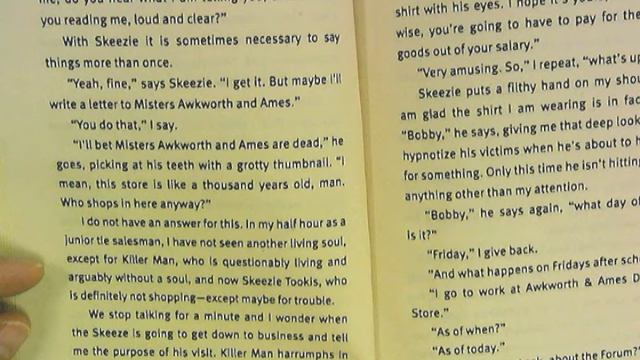 me, do you hear what I am
you reading me, loud and clear?"
With Skeezie it is sometimes necessary to say
things more than once.
"Yeah, fine," says Skeezie. "I get it. But maybe I'll
write a letter to Misters Awkworth and Ames."
"You do that," I say.
"I'll bet Misters Awkworth and Ames are dead," he
goes, picking at his teeth with a grotty thumbnail. "I
mean, this store is like a thousand years old, man.
Who shops in here anyway?"
I do not have an answer for this. In my half hour as a
junior tie salesman, I have not seen another living soul,
except for Killer Man, who is questionably living and
arguably without a soul, and now Skeezie Tookis, who
is definitely not shopping—except maybe for trouble.
We stop talking for a minute and I wonder when
the Skeeze is going to get down to business and tell
me the purpose of his visit. Killer Man harrumphs in
shirt with his eyes. I hope it's
wise, you're going to have to pay for the
goods out of your salary."
"Very amusing. So," I repeat, "what's up
Skeezie puts a filthy hand on my
am glad the shirt I am wearing is in
"Bobby," he says, giving me that deep look
hypnotize his victims when he's about to
for something. Only this time he isn't
anything other than my attention.
"Bobby," he says again, "what day of
is it?"
"Friday," I give back.
"And what happens on Fridays after
"I go to work at Awkworth & Ames
Store."
"As of when?"
"As of today."
about the Forum?"